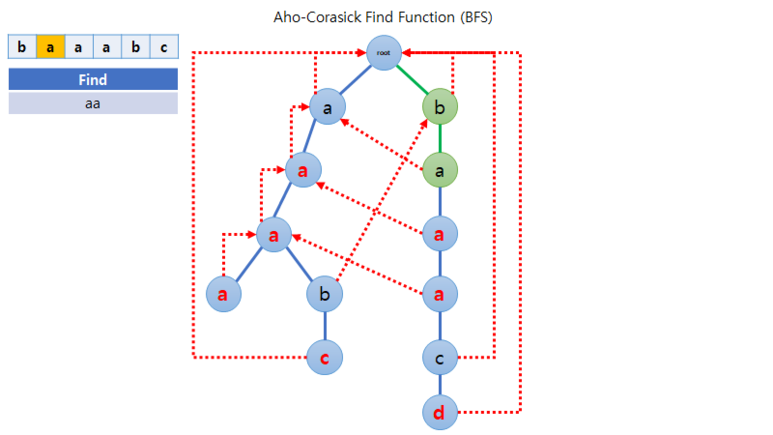 Aho-Corasick Find Function (BFS)
b a a a b c
Find
aa
root
a b
a a
a a
a b a
c c
d